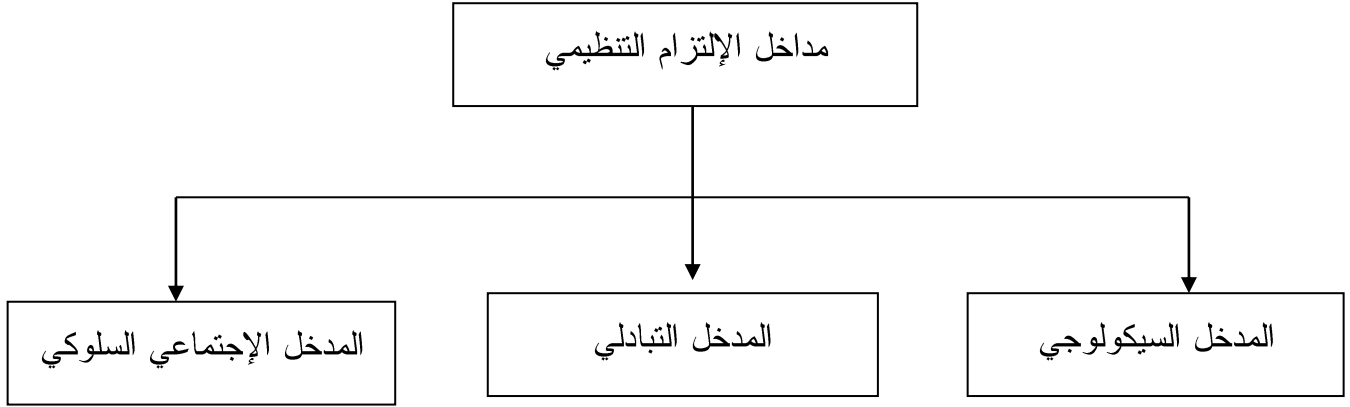 مداخل الإلتزام التنظيمي
المدخل السيكولوجي
المدخل التبادلي
المدخل الإجتماعي السلوكي